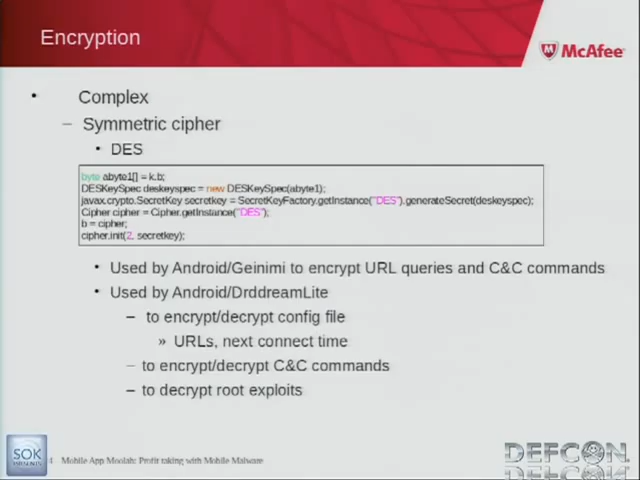 Encryption
McAfee
• Complex
– Symmetric cipher
• DES
byte abyte1[] = k.b;
DESKeySpec deskeyspec = new DESKeySpec(abyte1);
javax.crypto.SecretKey secretkey = SecretKeyFactory.getInstance("DES").generateSecret(deskeyspec);
Cipher cipher = Cipher.getInstance("DES");
b = cipher;
cipher.init(2, secretkey);
• Used by Android/Geinimi to encrypt URL queries and C&C commands
• Used by Android/DrddreamLite
– to encrypt/decrypt config file
» URLs, next connect time
– to encrypt/decrypt C&C commands
– to decrypt root exploits
SOK
4 Mobile App Moolah: Profit taking with Mobile Malware
DEFCON